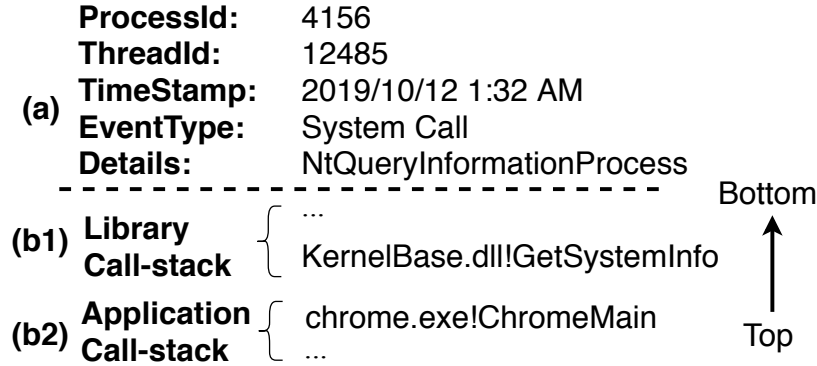 (a)
ProcessId: 4156
ThreadId: 12485
TimeStamp: 2019/10/12 1:32 AM
EventType: System Call
Details: NtQueryInformationProcess
Bottom
(b1) Library Call-stack
...
KernelBase.dll!GetSystemInfo
(b2) Application Call-stack
chrome.exe!ChromeMain
...
Top